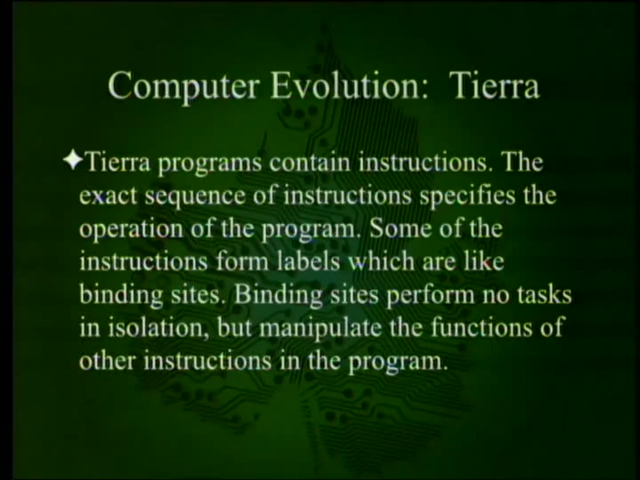 Computer Evolution: Tierra
Tierra programs contain instructions. The
exact sequence of instructions specifies the
operation of the program. Some of the
instructions form labels which are like
binding sites. Binding sites perform no tasks
in isolation, but manipulate the functions of
other instructions in the program.